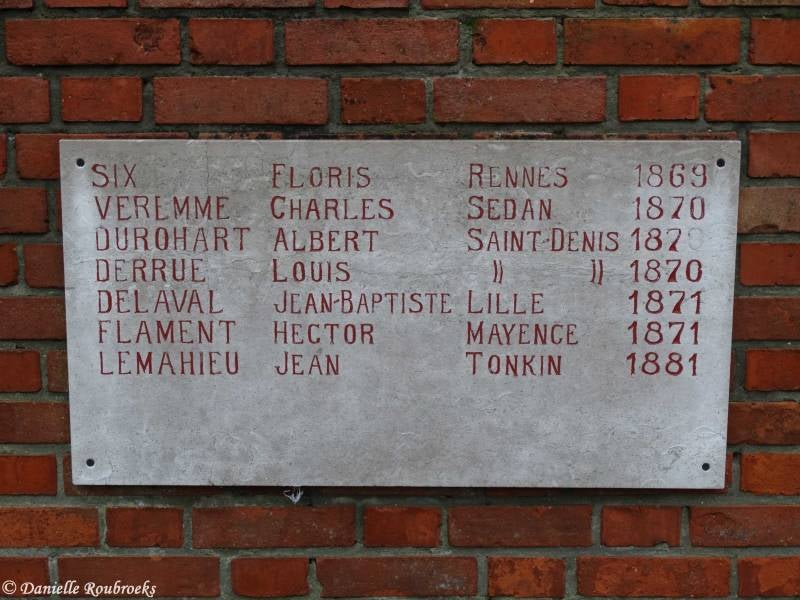 SIX FLORIS RENNES 1869
VEREMME CHARLES SEDAN 1870
DUROHART ALBERT SAINT-DENIS 1870
DERRUE LOUIS " " 1870
DELAVAL JEAN-BAPTISTE LILLE 1871
FLAMENT HECTOR MAYENCE 1871
LEMAHIEU JEAN TONKIN 1881
© Danielle Roubroeks